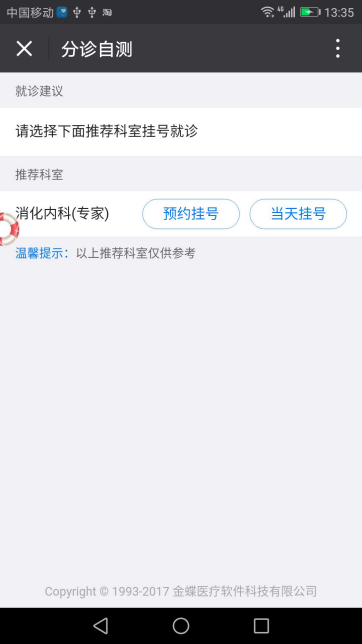 中国移动 46 淘 13:35
分诊自测
就诊建议
请选择下面推荐科室挂号就诊
推荐科室
消化内科(专家) 预约挂号 当天挂号
温馨提示：以上推荐科室仅供参考
Copyright © 1993-2017 金蝶医疗软件科技有限公司